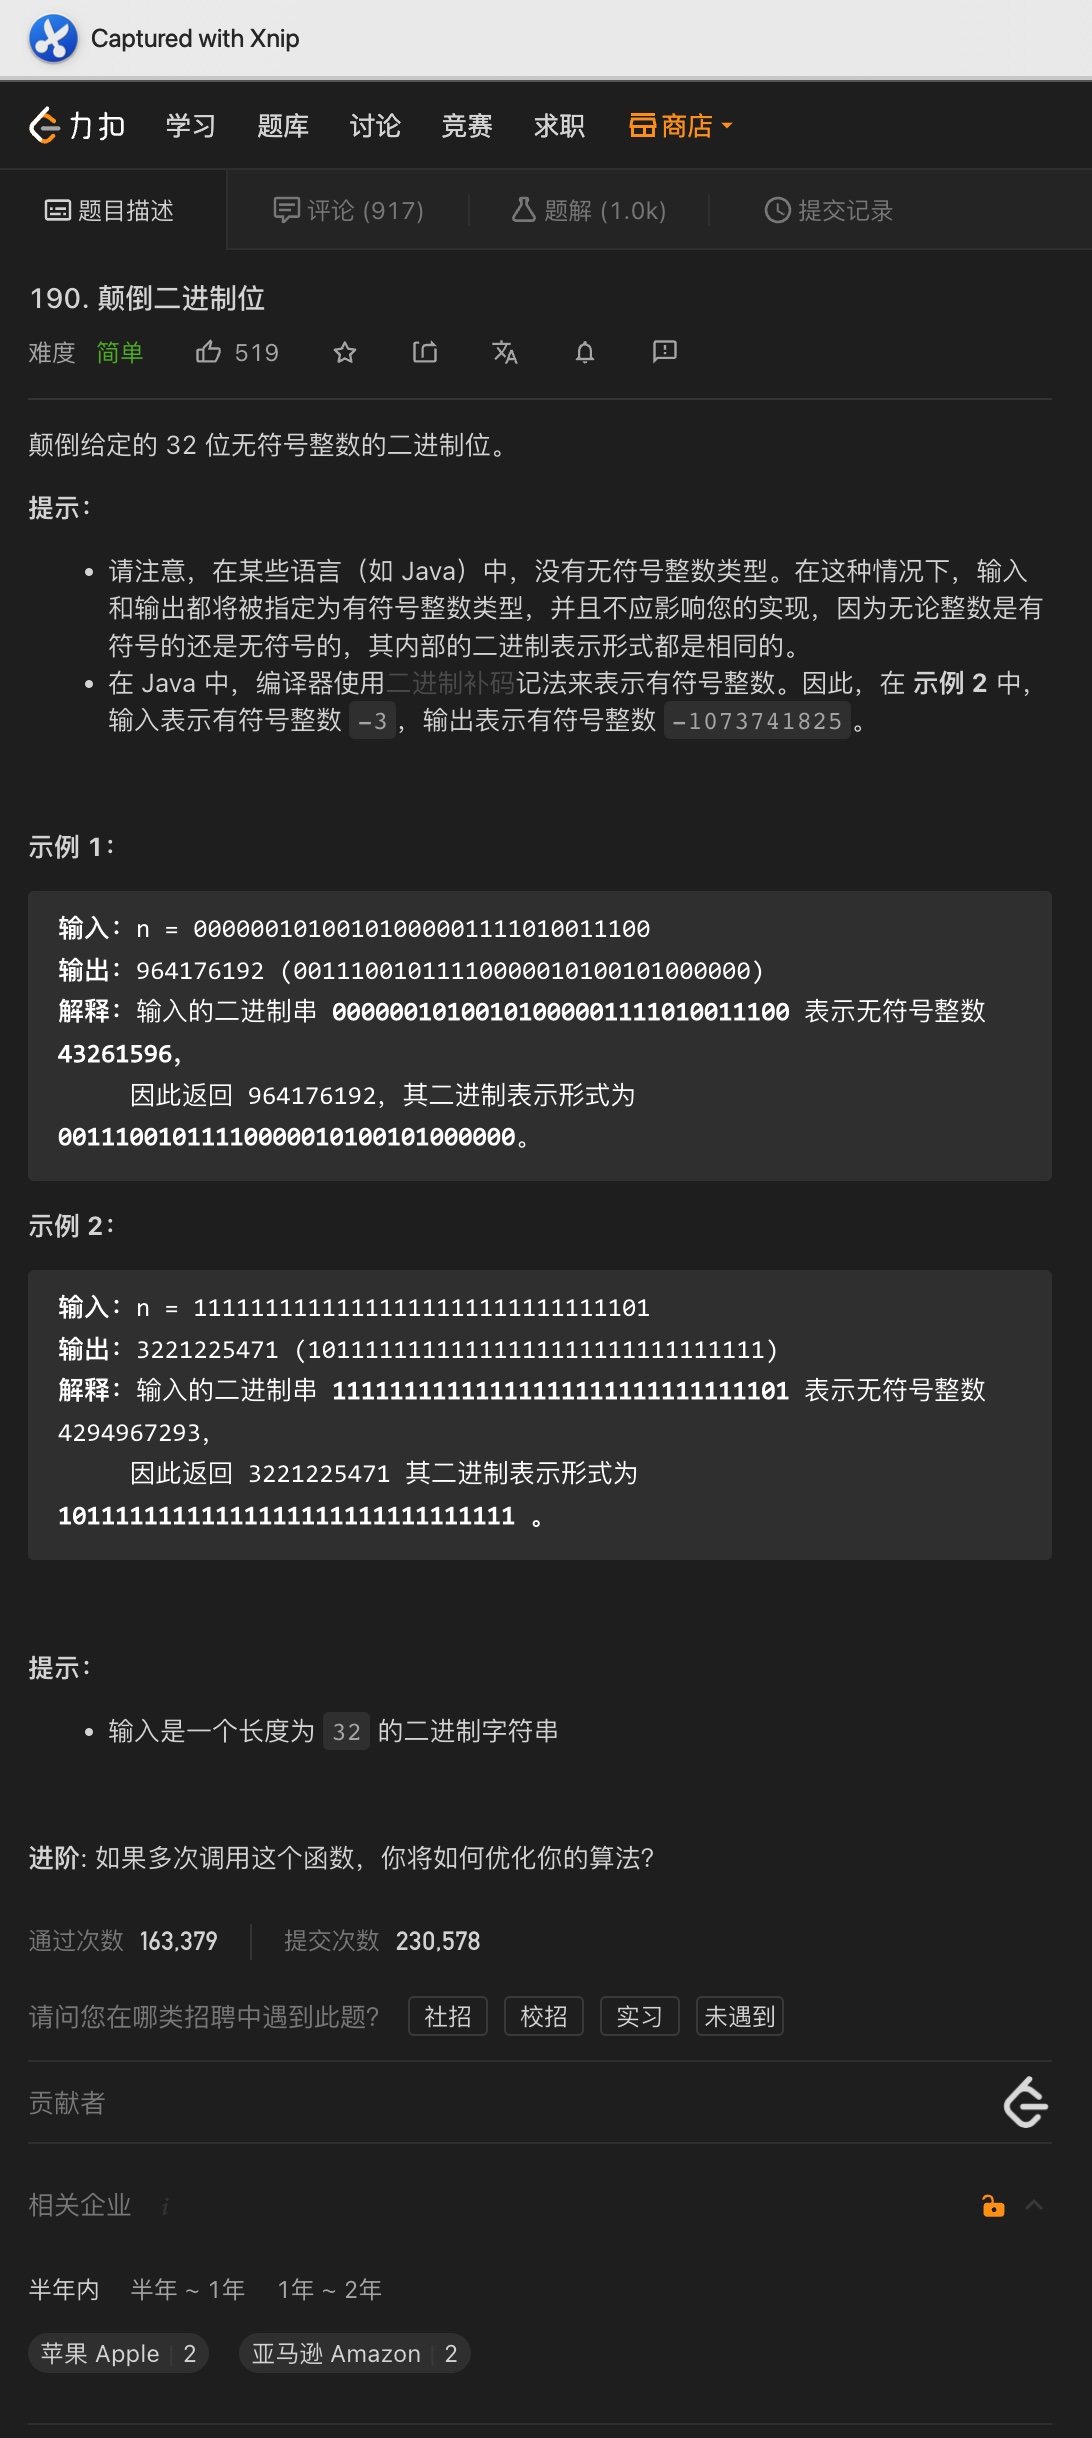 Captured with Xnip
力扣 学习 题库 讨论 竞赛 求职 商店
题目描述 评论 (917) 题解 (1.0k) 提交记录
190. 颠倒二进制位
难度 简单 519
颠倒给定的 32 位无符号整数的二进制位。
提示：
• 请注意，在某些语言（如 Java）中，没有无符号整数类型。在这种情况下，输入
和输出都将被指定为有符号整数类型，并且不应影响您的实现，因为无论整数是有
符号的还是无符号的，其内部的二进制表示形式都是相同的。
• 在 Java 中，编译器使用二进制补码记法来表示有符号整数。因此，在 示例 2 中，
输入表示有符号整数 -3，输出表示有符号整数 -1073741825。
示例 1：
输入：n = 00000010100101000001111010011100
输出：964176192 (00111001011110000010100101000000)
解释：输入的二进制串 00000010100101000001111010011100 表示无符号整数
43261596，
因此返回 964176192，其二进制表示形式为
00111001011110000010100101000000。
示例 2：
输入：n = 11111111111111111111111111111101
输出：3221225471 (10111111111111111111111111111111)
解释：输入的二进制串 11111111111111111111111111111101 表示无符号整数
4294967293，
因此返回 3221225471 其二进制表示形式为
10111111111111111111111111111111 。
提示：
• 输入是一个长度为 32 的二进制字符串
进阶: 如果多次调用这个函数，你将如何优化你的算法?
通过次数 163,379 提交次数 230,578
请问您在哪类招聘中遇到此题? 社招 校招 实习 未遇到
贡献者
相关企业 i
半年内 半年 ~ 1年 1年 ~ 2年
苹果 Apple 2 亚马逊 Amazon 2